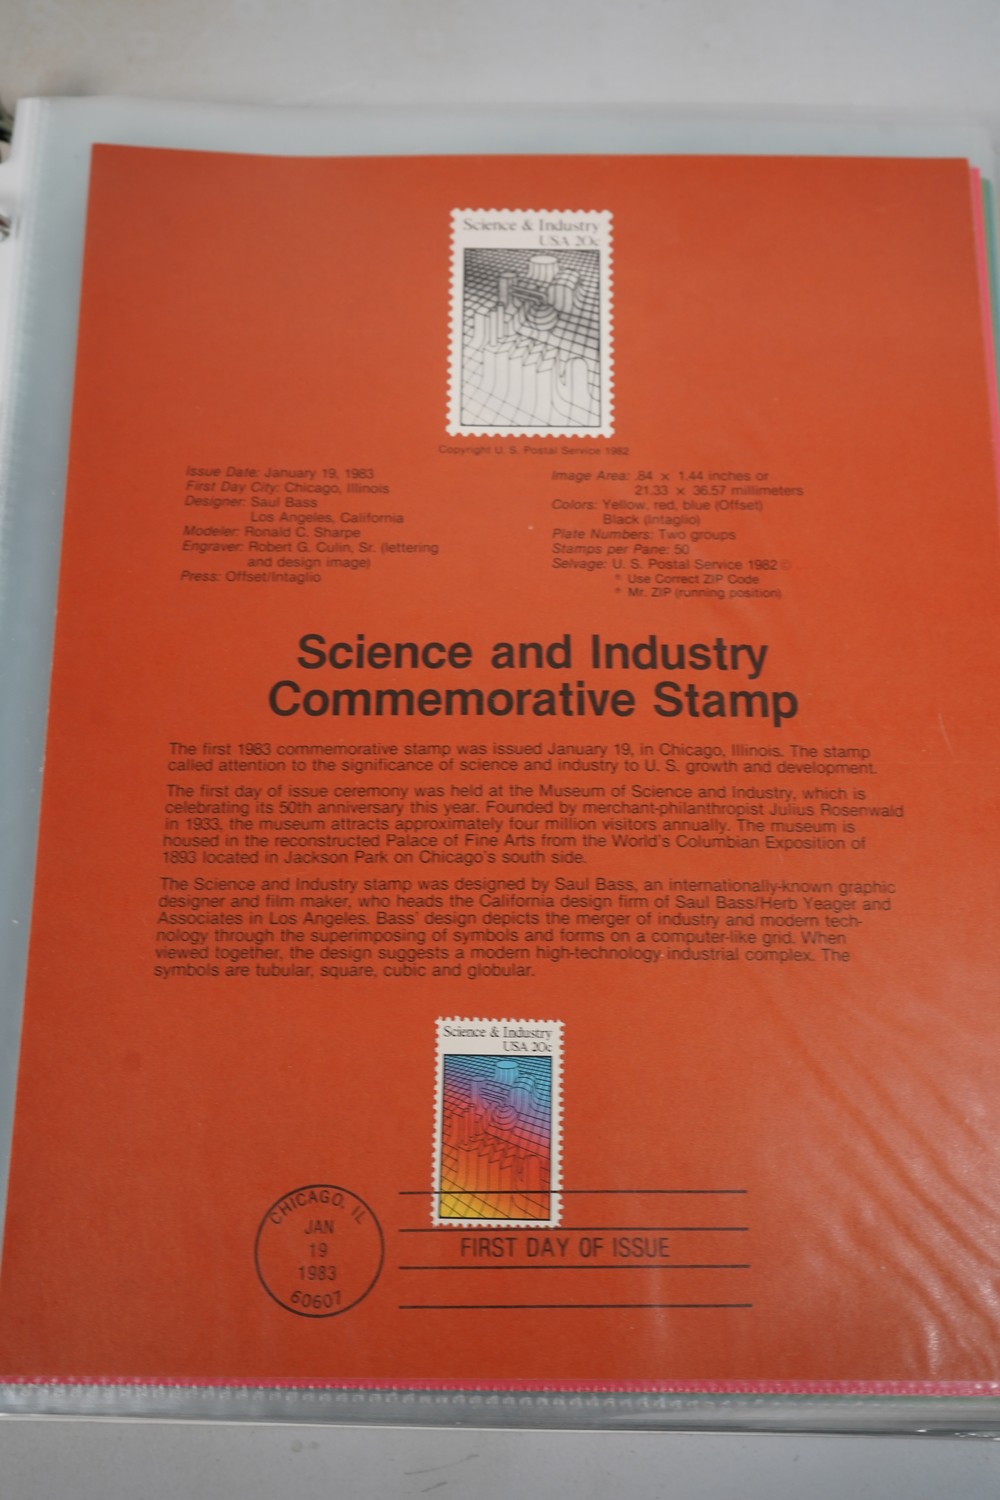 Science & Industry
USA 20c
Copyright U. S. Postal Service 1982
Issue Date: January 19, 1983
First Day City: Chicago, Illinois
Designer: Saul Bass
Los Angeles, California
Modeler: Ronald C. Sharpe
Engraver: Robert G. Culin, Sr. (lettering
and design image)
Press: Offset/Intaglio
Image Area: .84 x 1.44 inches or
21.33 x 36.57 millimeters
Colors: Yellow, red, blue (Offset)
Black (Intaglio)
Plate Numbers: Two groups
Stamps per Pane: 50
Selvage: U. S. Postal Service 1982 ©
* Use Correct ZIP Code
* Mr. ZIP (running position)
Science and Industry
Commemorative Stamp
The first 1983 commemorative stamp was issued January 19, in Chicago, Illinois. The stamp
called attention to the significance of science and industry to U. S. growth and development.
The first day of issue ceremony was held at the Museum of Science and Industry, which is
celebrating its 50th anniversary this year. Founded by merchant-philanthropist Julius Rosenwald
in 1933, the museum attracts approximately four million visitors annually. The museum is
housed in the reconstructed Palace of Fine Arts from the World's Columbian Exposition of
1893 located in Jackson Park on Chicago's south side.
The Science and Industry stamp was designed by Saul Bass, an internationally-known graphic
designer and film maker, who heads the California design firm of Saul Bass/Herb Yeager and
Associates in Los Angeles. Bass' design depicts the merger of industry and modern tech-
nology through the superimposing of symbols and forms on a computer-like grid. When
viewed together, the design suggests a modern high-technology industrial complex. The
symbols are tubular, square, cubic and globular.
Science & Industry
USA 20c
CHICAGO, IL
JAN
19
1983
60607
FIRST DAY OF ISSUE